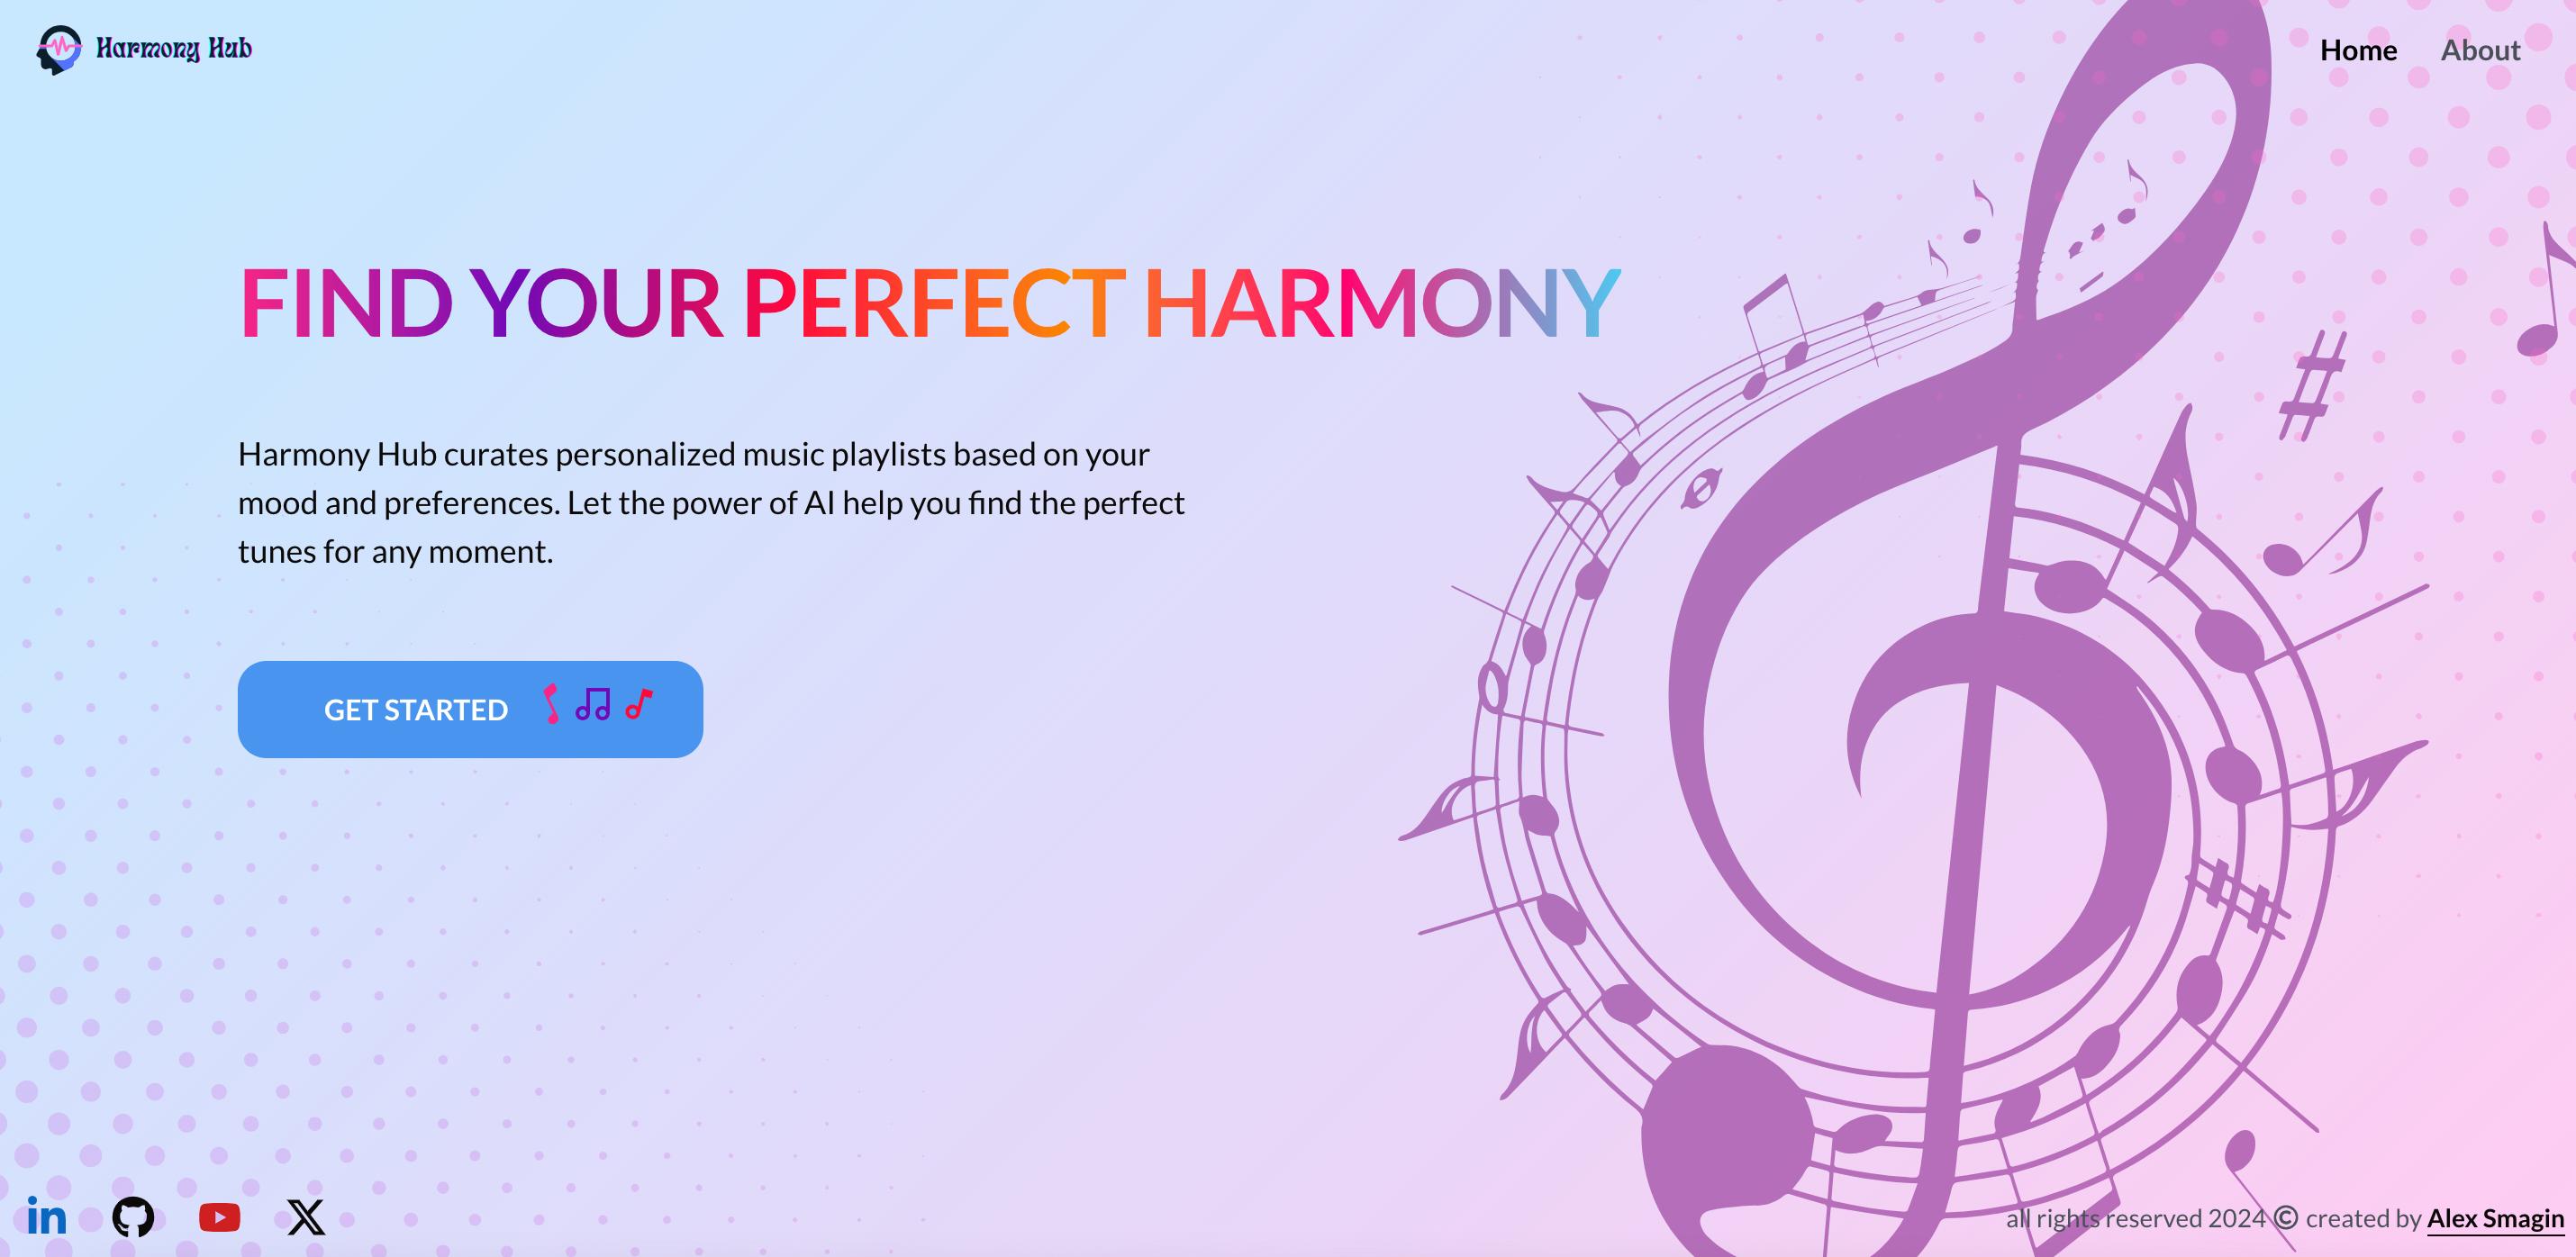 Harmony Hub
Home
About
FIND YOUR PERFECT HARMONY
Harmony Hub curates personalized music playlists based on your
mood and preferences. Let the power of AI help you find the perfect
tunes for any moment.
GET STARTED
in
X
all rights reserved 2024 © created by Alex Smagin